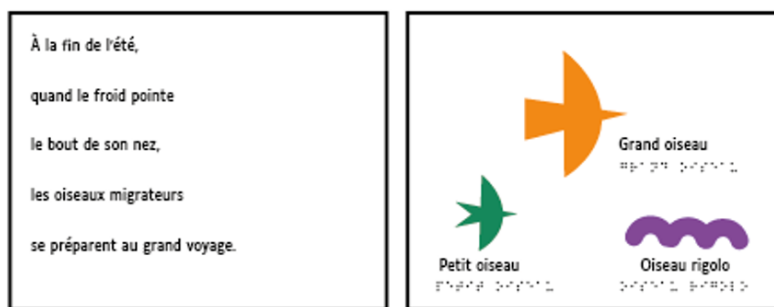 À la fin de l'été,
quand le froid pointe
le bout de son nez,
les oiseaux migrateurs
se préparent au grand voyage.
Grand oiseau
⠛⠗⠁⠝⠙ ⠕⠊⠎⠑⠁⠥
Petit oiseau
⠏⠑⠞⠊⠞ ⠕⠊⠎⠑⠁⠥
Oiseau rigolo
⠕⠊⠎⠑⠁⠥ ⠗⠊⠛⠕⠇⠕